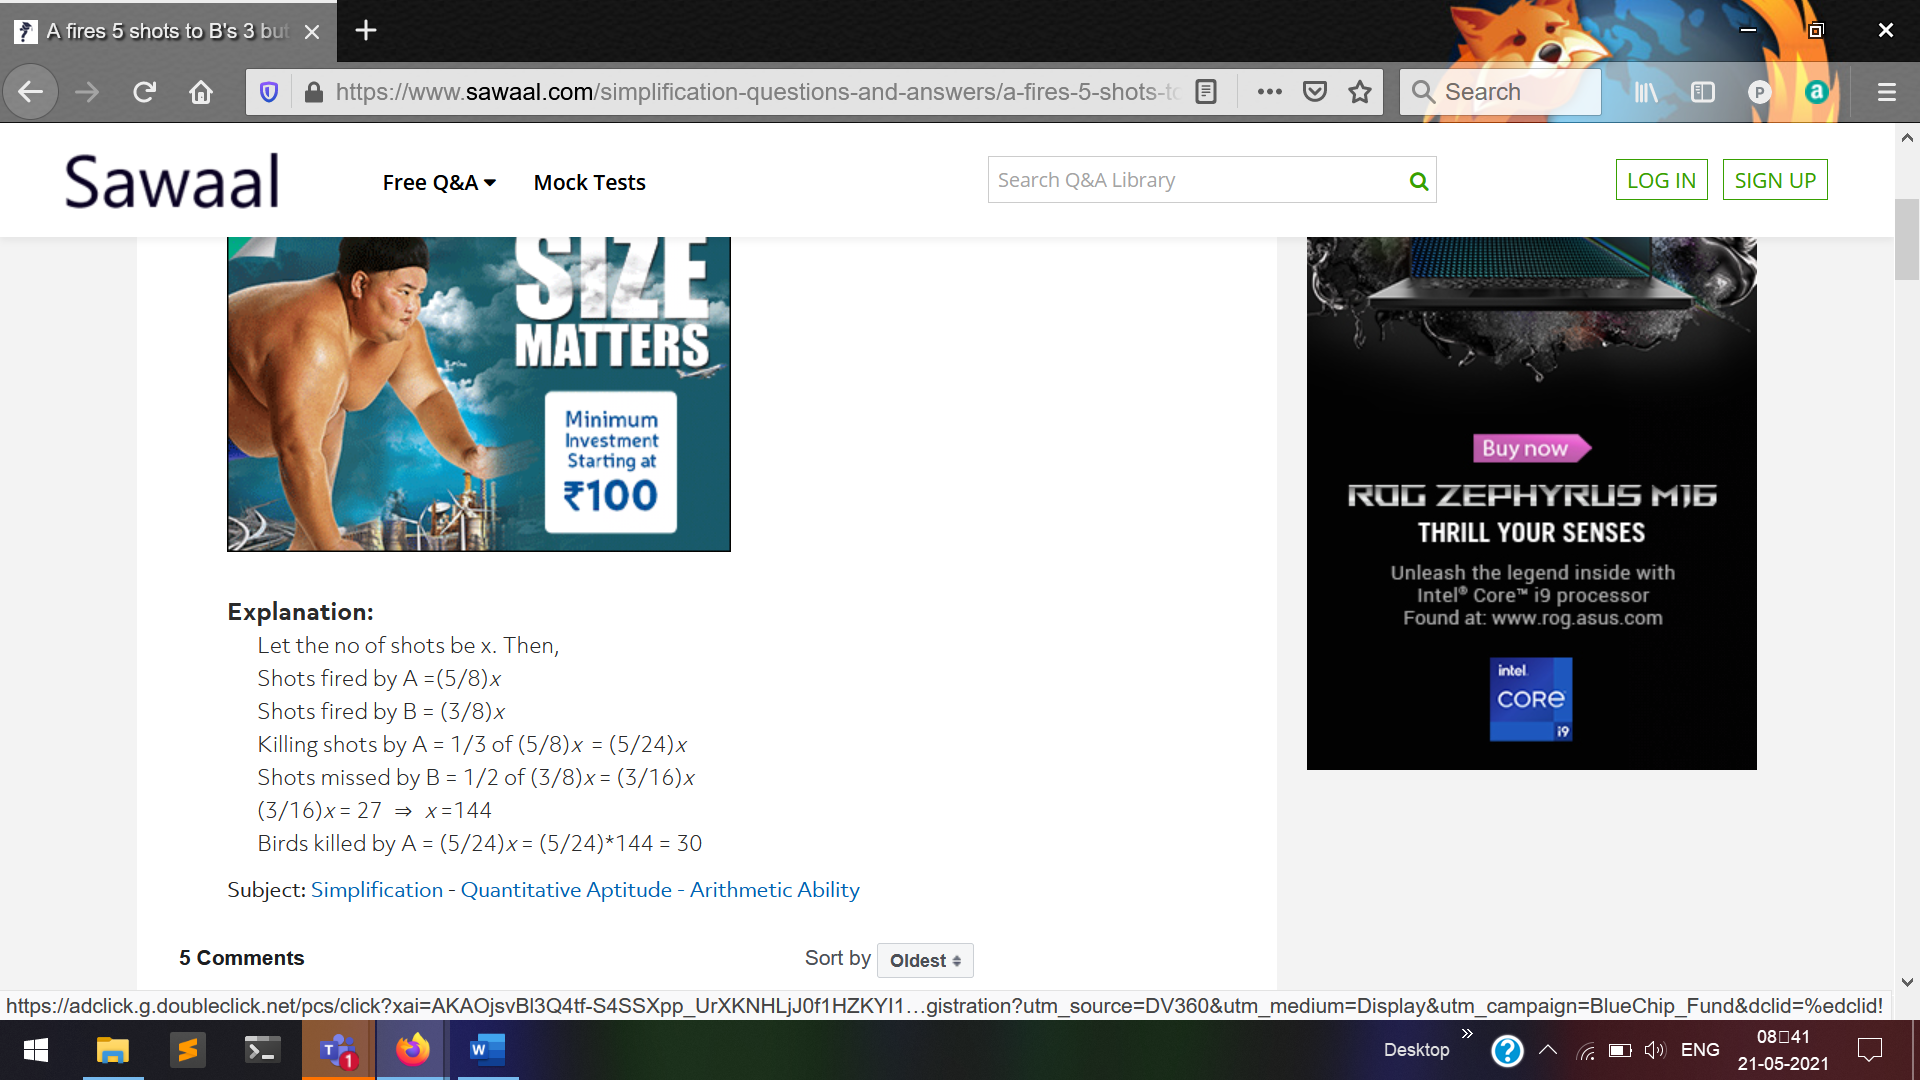 A fires 5 shots to B's 3 but
https://www.sawaal.com/simplification-questions-and-answers/a-fires-5-shots-to
Search
Sawaal
Free Q&A
Mock Tests
Search Q&A Library
LOG IN
SIGN UP
SIZE
MATTERS
Minimum
Investment
Starting at
₹100
Buy now
ROG ZEPHYRUS M16
THRILL YOUR SENSES
Unleash the legend inside with
Intel® Core™ i9 processor
Found at: www.rog.asus.com
intel
CORE
i9
Explanation:
Let the no of shots be x. Then,
Shots fired by A =(5/8)x
Shots fired by B = (3/8)x
Killing shots by A = 1/3 of (5/8)x = (5/24)x
Shots missed by B = 1/2 of (3/8)x = (3/16)x
(3/16)x = 27 ⇒ x =144
Birds killed by A = (5/24)x = (5/24)*144 = 30
Subject: Simplification - Quantitative Aptitude - Arithmetic Ability
5 Comments
Sort by Oldest
https://adclick.g.doubleclick.net/pcs/click?xai=AKAOjsvBl3Q4tf-S4SSXpp_UrXKNHLjJ0f1HZKYI1…gistration?utm_source=DV360&utm_medium=Display&utm_campaign=BlueChip_Fund&dclid=%edclid!
Desktop
ENG
08:41
21-05-2021